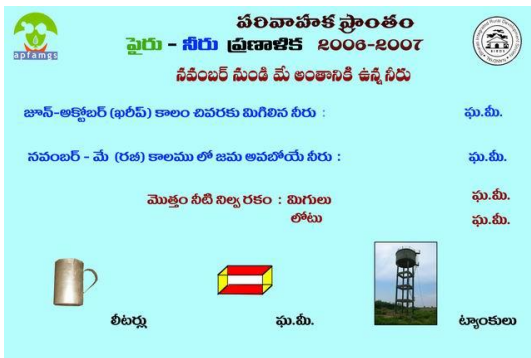 పరివాహక ప్రాంతం
పైరు - నీరు ప్రణాళిక 2006-2007
నవంబర్ నుండి మే అంతానికి ఉన్న నీరు
apfamgs
జూన్-అక్టోబర్ (ఖరీప్) కాలం చివరకు మిగిలిన నీరు : ఘ.మీ.
నవంబర్ - మే (రబి) కాలము లో జమ అవబోయే నీరు : ఘ.మీ.
మొత్తం నీటి నిల్వ రకం : మిగులు ఘ.మీ.
లోటు ఘ.మీ.
లీటర్లు ఘ.మీ. ట్యాంకులు